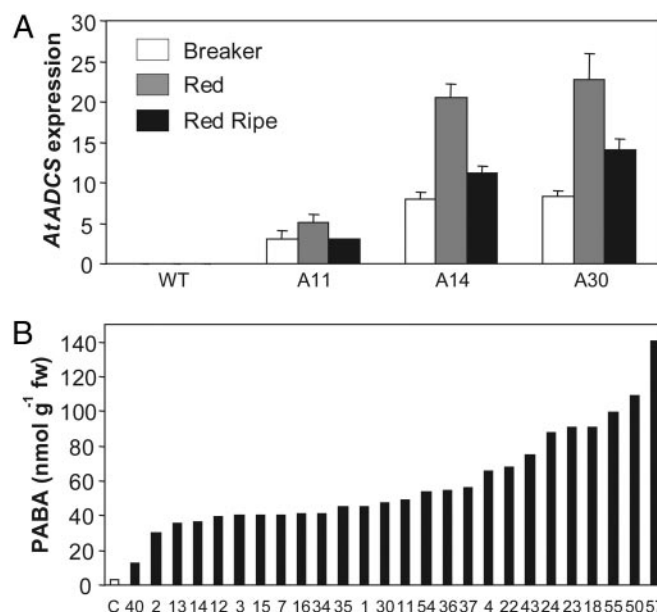 A
30
25
20
15
10
5
0
AtADCS expression
Breaker
Red
Red Ripe
WT A11 A14 A30
B
140
120
100
80
60
40
20
0
PABA (nmol g⁻¹ fw)
C 40 2 13 14 12 3 15 7 16 34 35 1 30 11 54 36 37 4 22 43 24 23 18 55 50